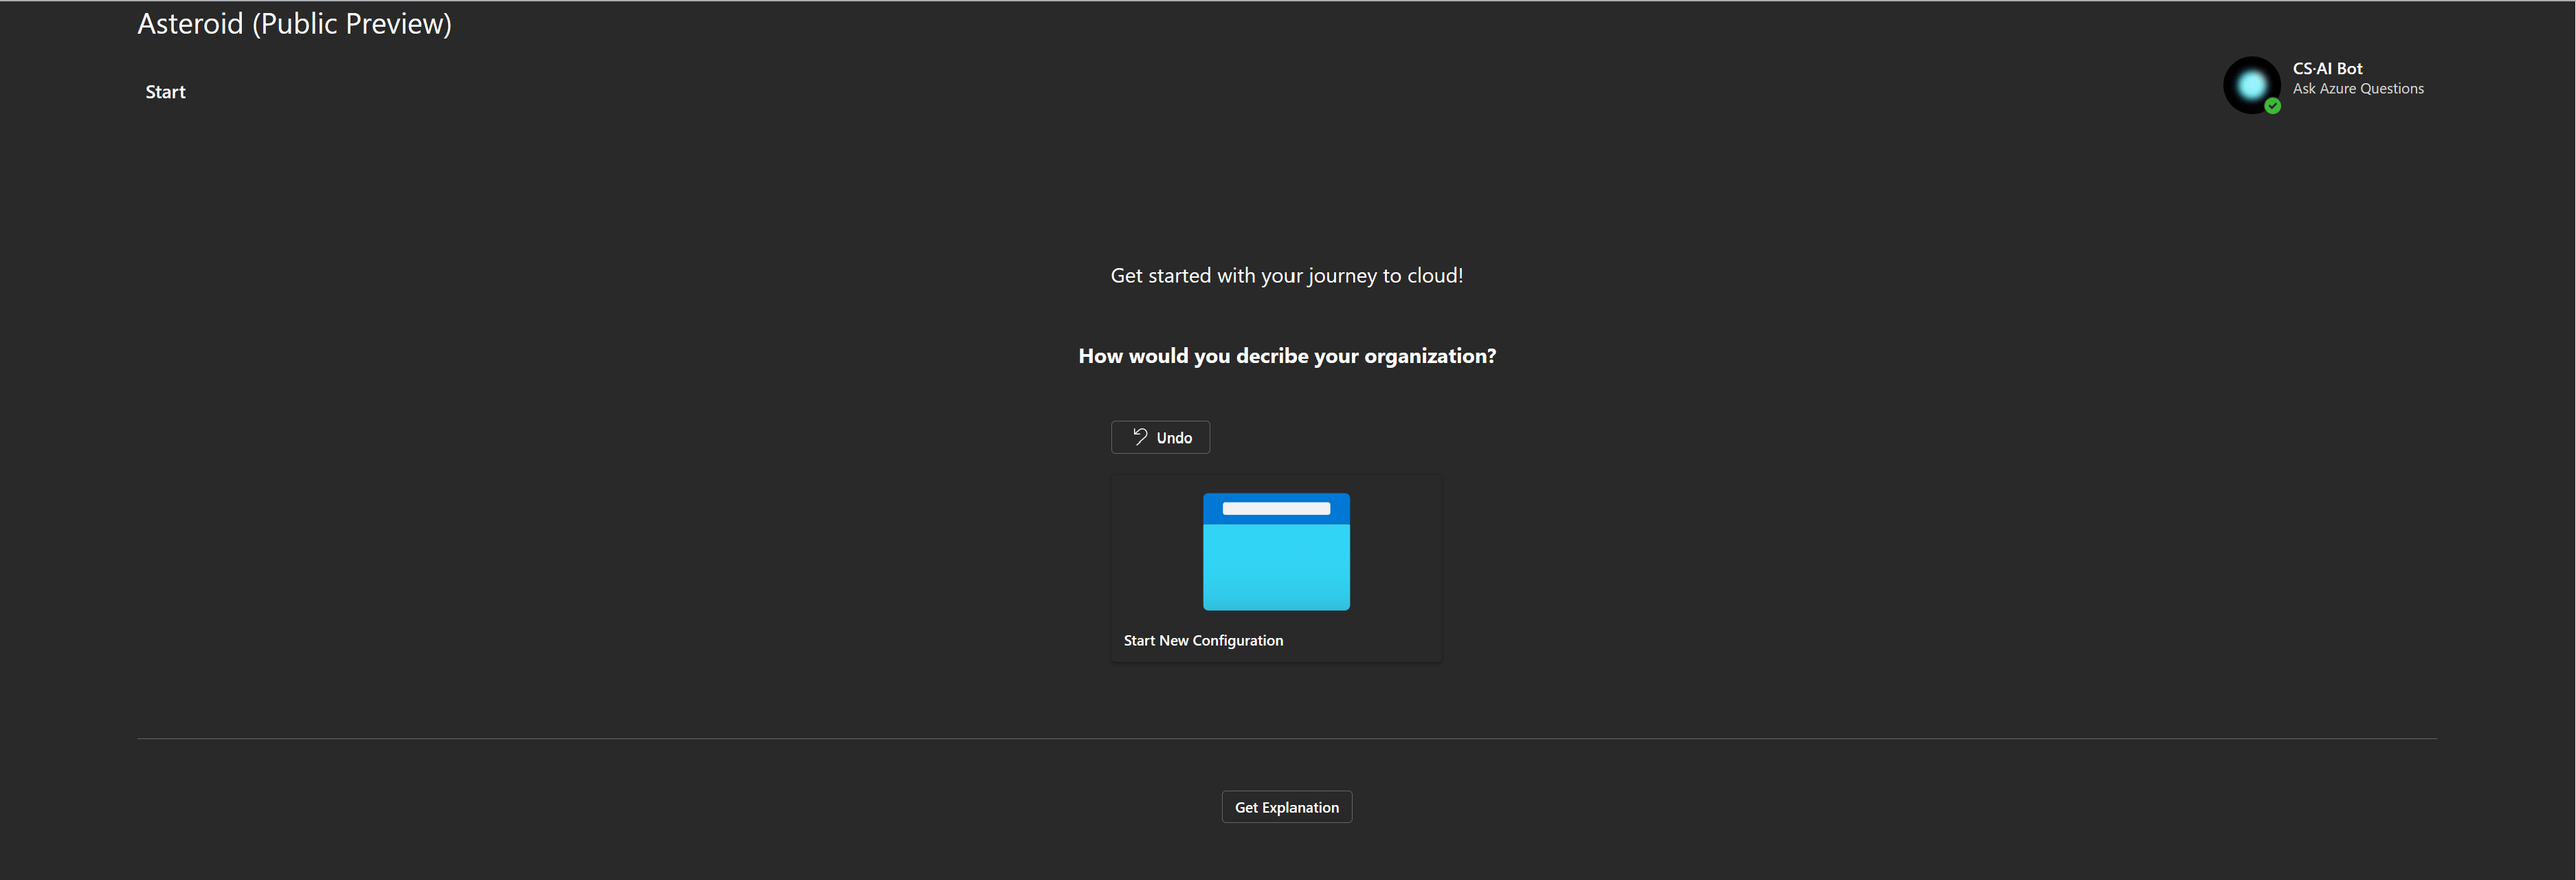 Asteroid (Public Preview)
Start
CS·AI Bot
Ask Azure Questions
Get started with your journey to cloud!
How would you decribe your organization?
Undo
Start New Configuration
Get Explanation